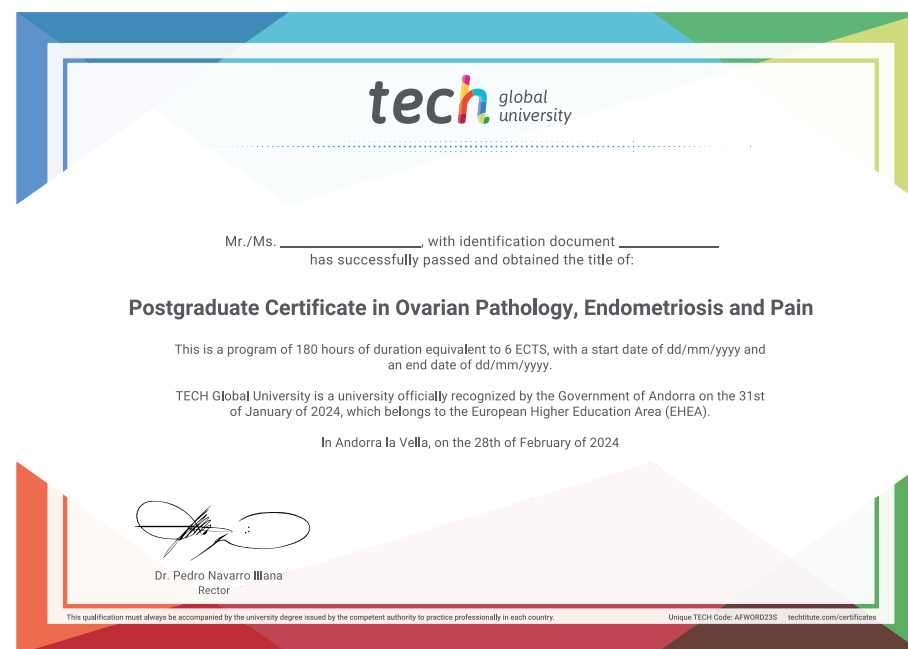 tech global university
Mr./Ms. ____________________, with identification document ______________
has successfully passed and obtained the title of:
Postgraduate Certificate in Ovarian Pathology, Endometriosis and Pain
This is a program of 180 hours of duration equivalent to 6 ECTS, with a start date of dd/mm/yyyy and
an end date of dd/mm/yyyy.
TECH Global University is a university officially recognized by the Government of Andorra on the 31st
of January of 2024, which belongs to the European Higher Education Area (EHEA).
In Andorra la Vella, on the 28th of February of 2024
Dr. Pedro Navarro Illana
Rector
This qualification must always be accompanied by the university degree issued by the competent authority to practice professionally in each country.
Unique TECH Code: AFWORD23S techtitute.com/certificates